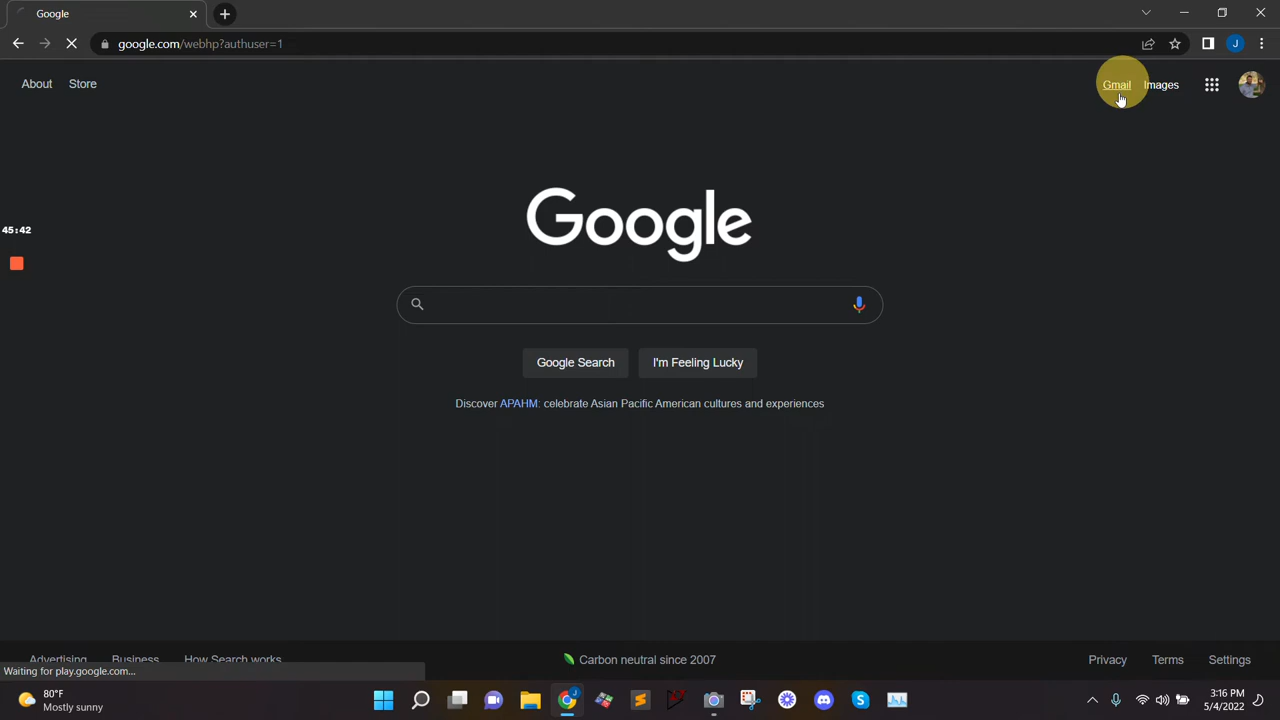 Google
google.com/webhp?authuser=1
J
About Store
Gmail Images
45:42
Google
Google Search I'm Feeling Lucky
Discover APAHM: celebrate Asian Pacific American cultures and experiences
Advertising Business How Search works
Carbon neutral since 2007
Privacy Terms Settings
Waiting for play.google.com...
80°F
Mostly sunny
3:16 PM
5/4/2022